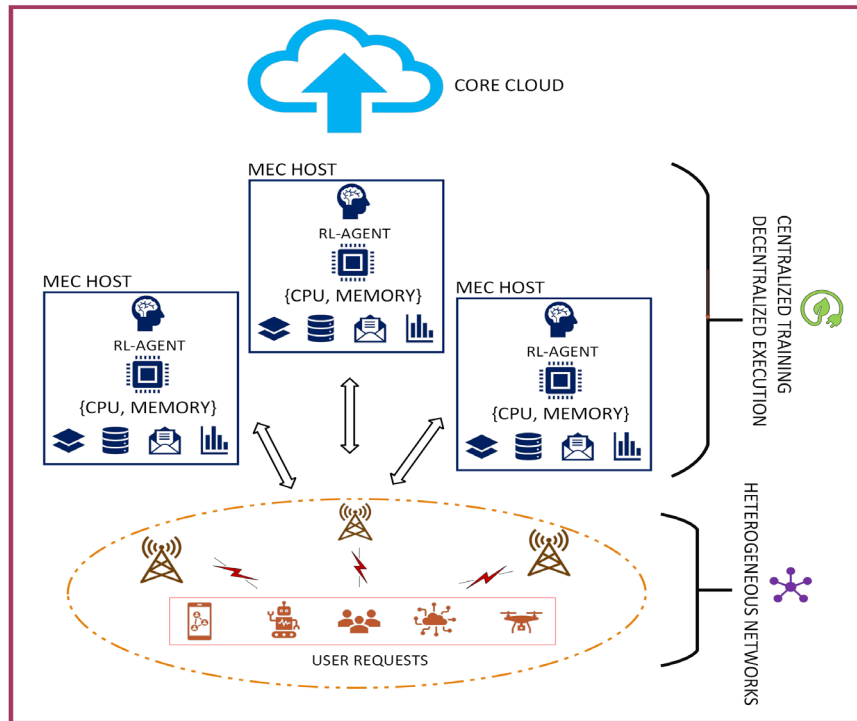 CORE CLOUD
MEC HOST
RL-AGENT
{CPU, MEMORY}
MEC HOST
RL-AGENT
{CPU, MEMORY}
MEC HOST
RL-AGENT
{CPU, MEMORY}
CENTRALIZED TRAINING
DECENTRALIZED EXECUTION
HETEROGENEOUS NETWORKS
USER REQUESTS